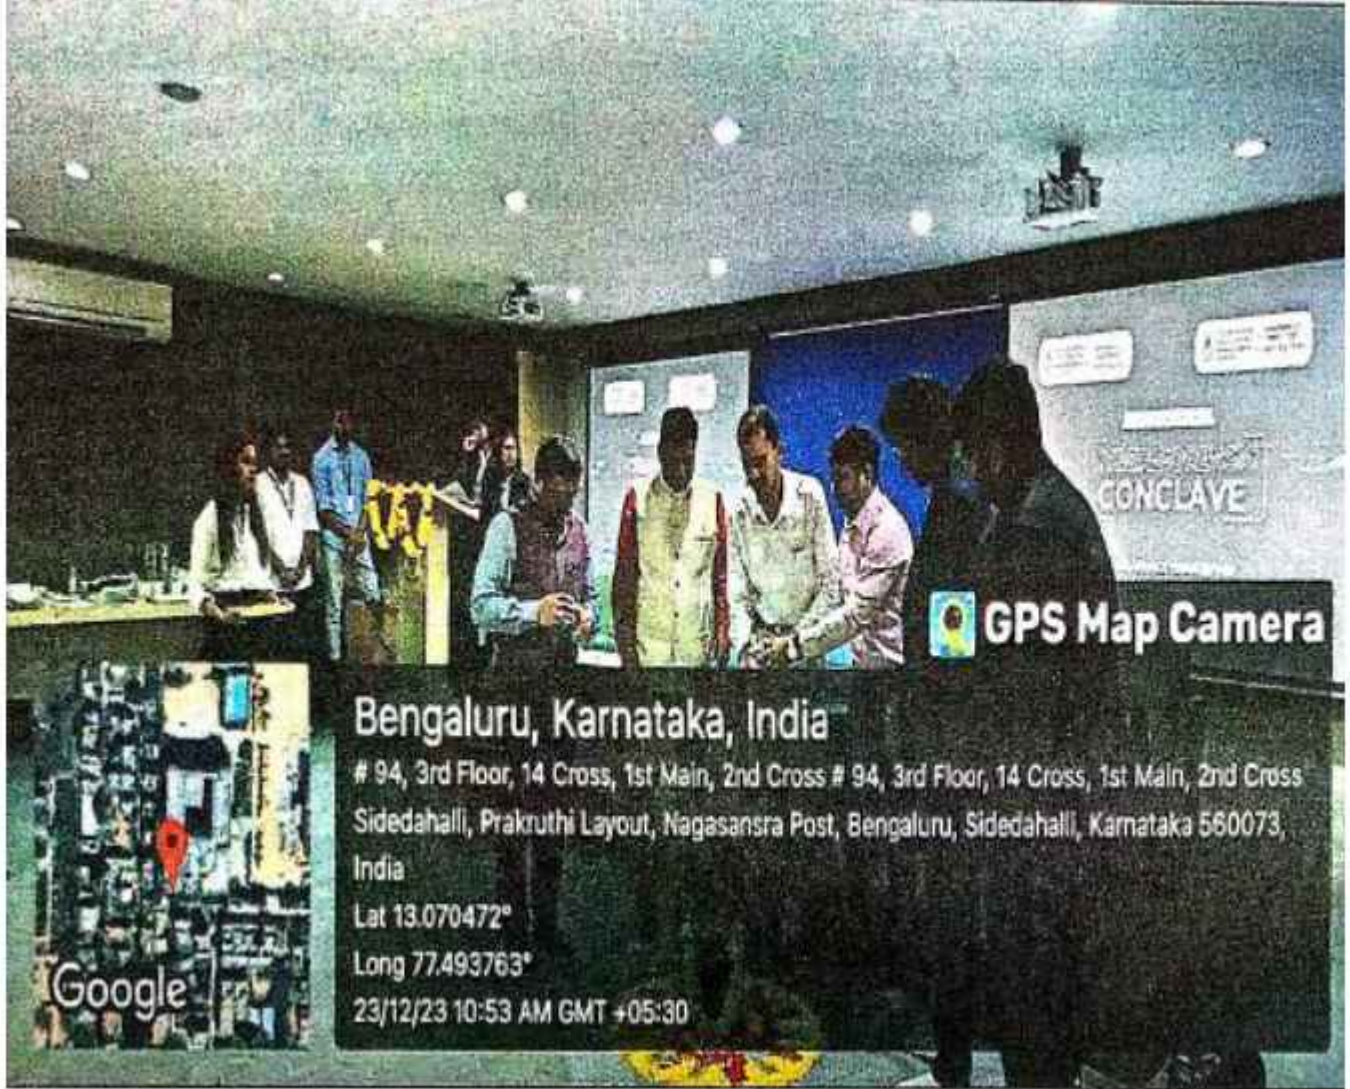 CONCLAVE
GPS Map Camera
Bengaluru, Karnataka, India
# 94, 3rd Floor, 14 Cross, 1st Main, 2nd Cross # 94, 3rd Floor, 14 Cross, 1st Main, 2nd Cross
Sidedahalli, Prakruthi Layout, Nagasansra Post, Bengaluru, Sidedahalli, Karnataka 560073,
India
Lat 13.070472°
Long 77.493763°
23/12/23 10:53 AM GMT +05:30
Google